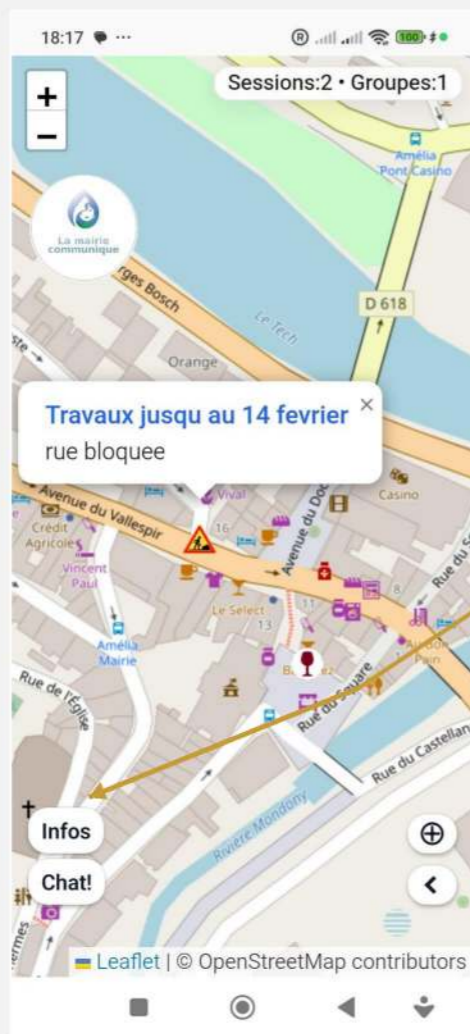 18:17
100
Sessions:2 • Groupes:1
+
−
Amélia
Pont Casino
La mairie
communique
rges Bosch
D 618
Le Tech
Orange
Travaux jusqu au 14 fevrier ×
rue bloquee
Casino
Avenue du Vallespir
Vival
16
Avenue du Doc
Crédit
Agricole
Vincent
Paul
Le Select
11
8
13
Amélia
Mairie
Pain
Rue de l'Église
Rue du Square
Rue du Castellan
Infos
Rivière Mondony
Chat!
Leaflet | © OpenStreetMap contributors